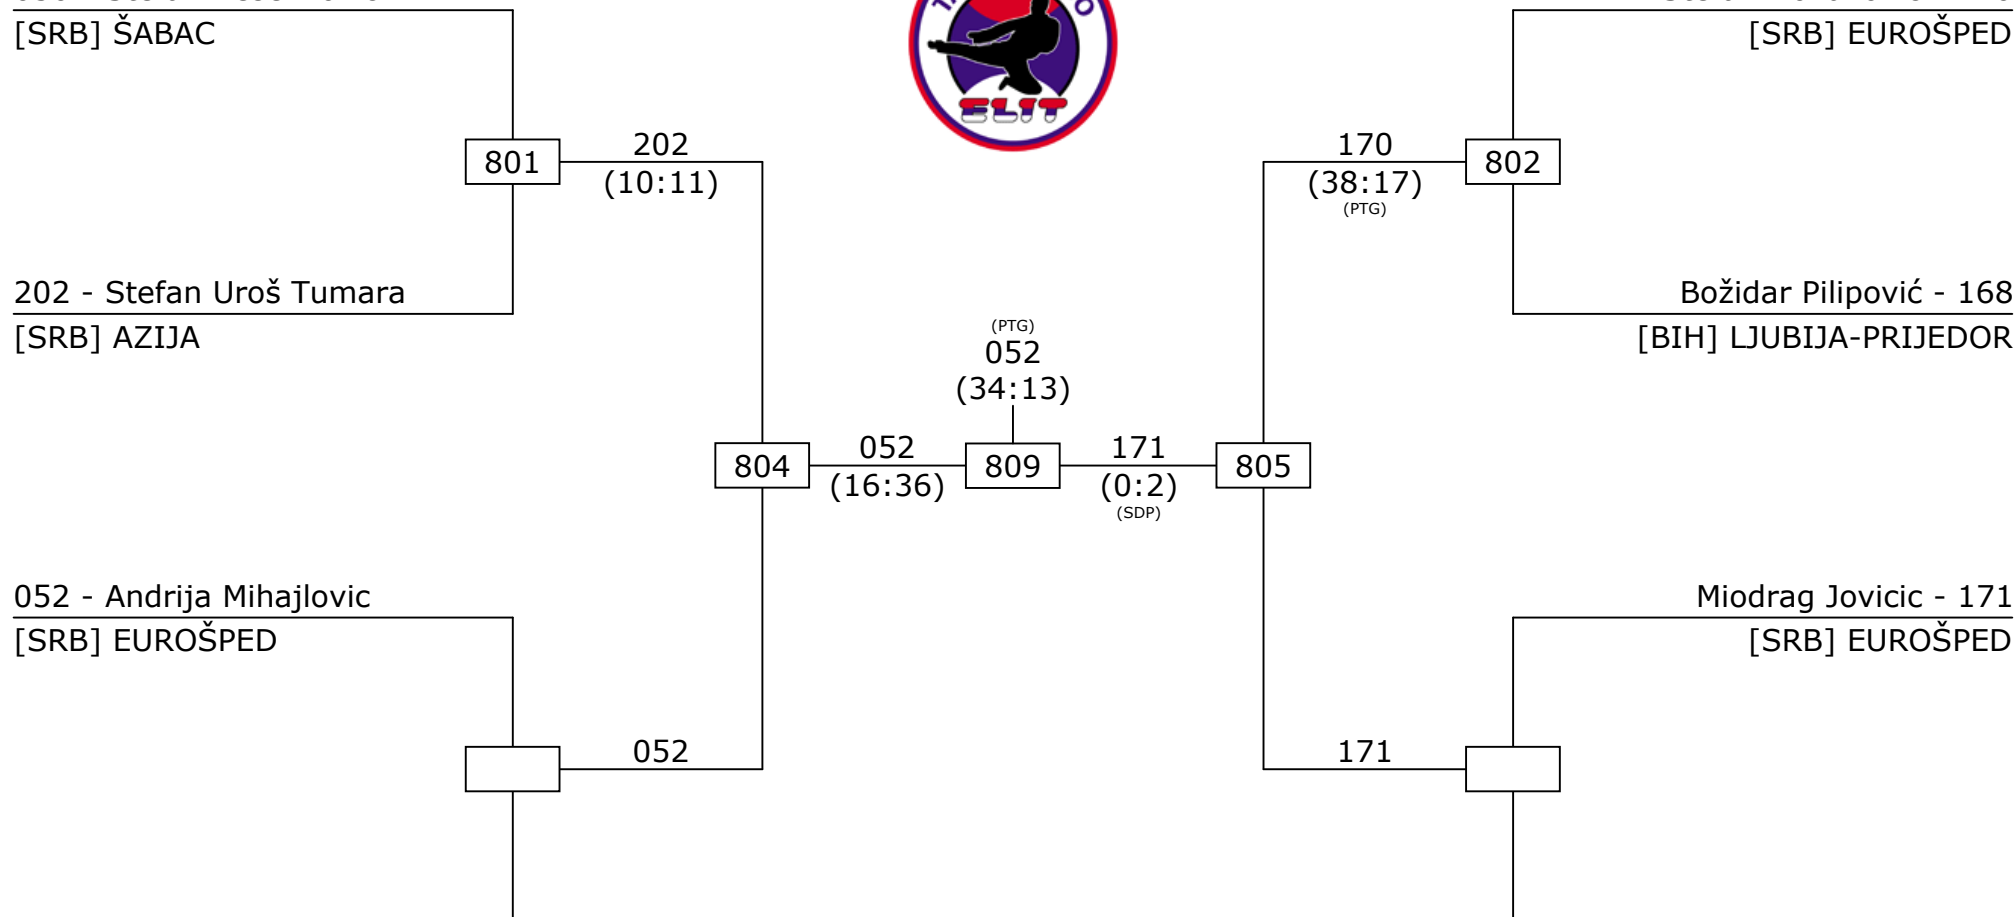 [SRB] ŠABAC
[SRB] EUROŠPED
ELIT
801
202
(10:11)
170
(38:17)
(PTG)
802
202 - Stefan Uroš Tumara
[SRB] AZIJA
Božidar Pilipović - 168
[BIH] LJUBIJA-PRIJEDOR
(PTG)
052
(34:13)
804
052
(16:36)
809
171
(0:2)
(SDP)
805
052 - Andrija Mihajlovic
[SRB] EUROŠPED
Miodrag Jovicic - 171
[SRB] EUROŠPED
052
171